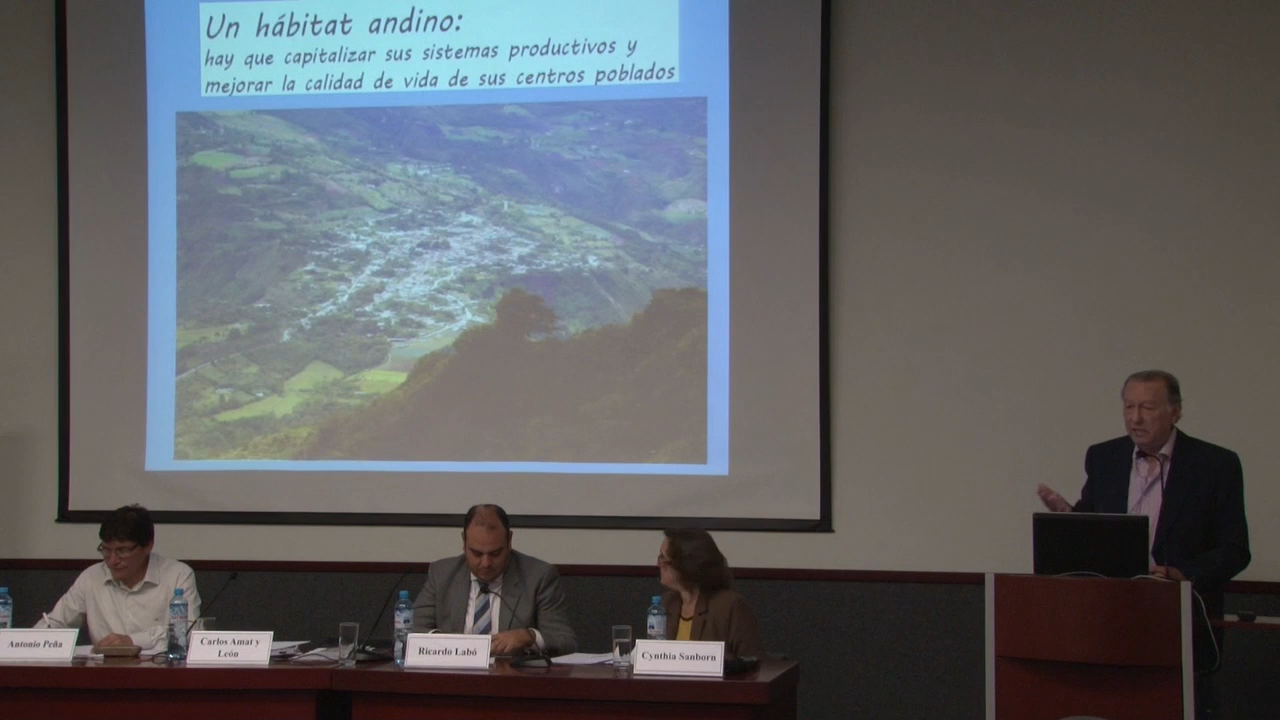 Un hábitat andino:
hay que capitalizar sus sistemas productivos y
mejorar la calidad de vida de sus centros poblados
Antonio Peña
Carlos Amat y
León
Ricardo Labó
Cynthia Sanborn